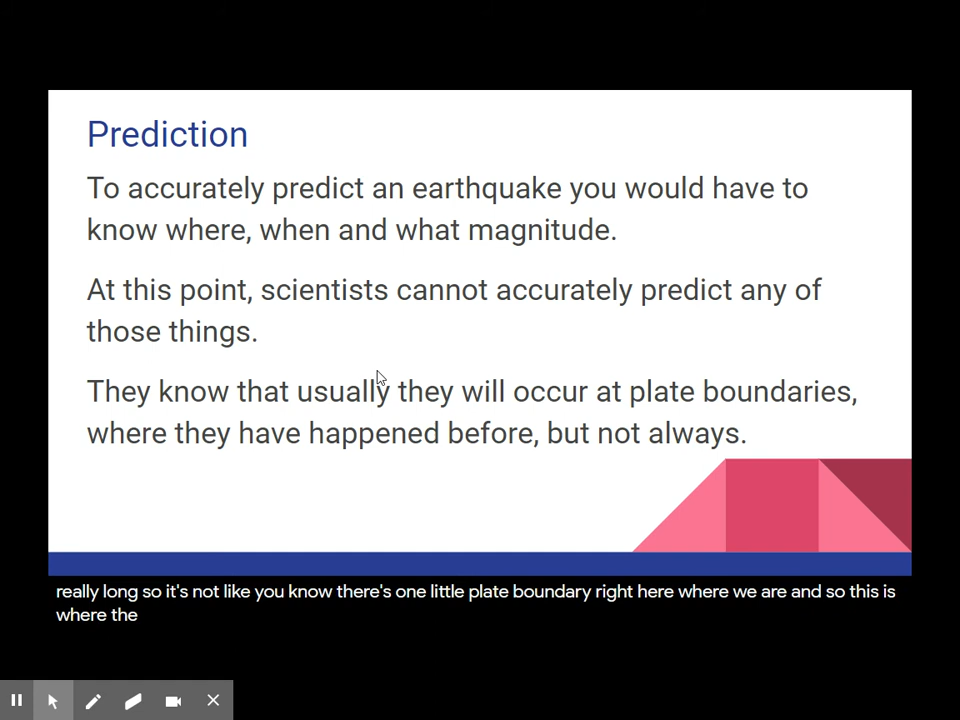 Prediction
To accurately predict an earthquake you would have to
know where, when and what magnitude.
At this point, scientists cannot accurately predict any of
those things.
They know that usually they will occur at plate boundaries,
where they have happened before, but not always.
really long so it's not like you know there's one little plate boundary right here where we are and so this is
where the